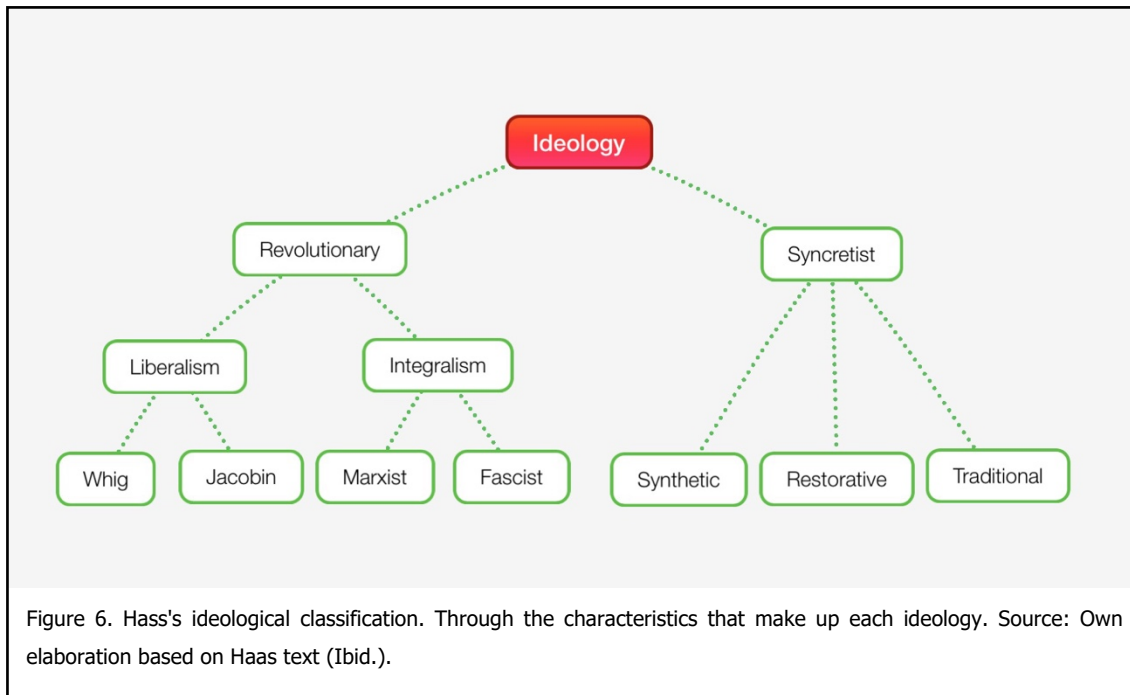 Ideology
Revolutionary
Syncretist
Liberalism
Integralism
Whig
Jacobin
Marxist
Fascist
Synthetic
Restorative
Traditional
Figure 6. Hass's ideological classification. Through the characteristics that make up each ideology. Source: Own
elaboration based on Haas text (Ibid.).